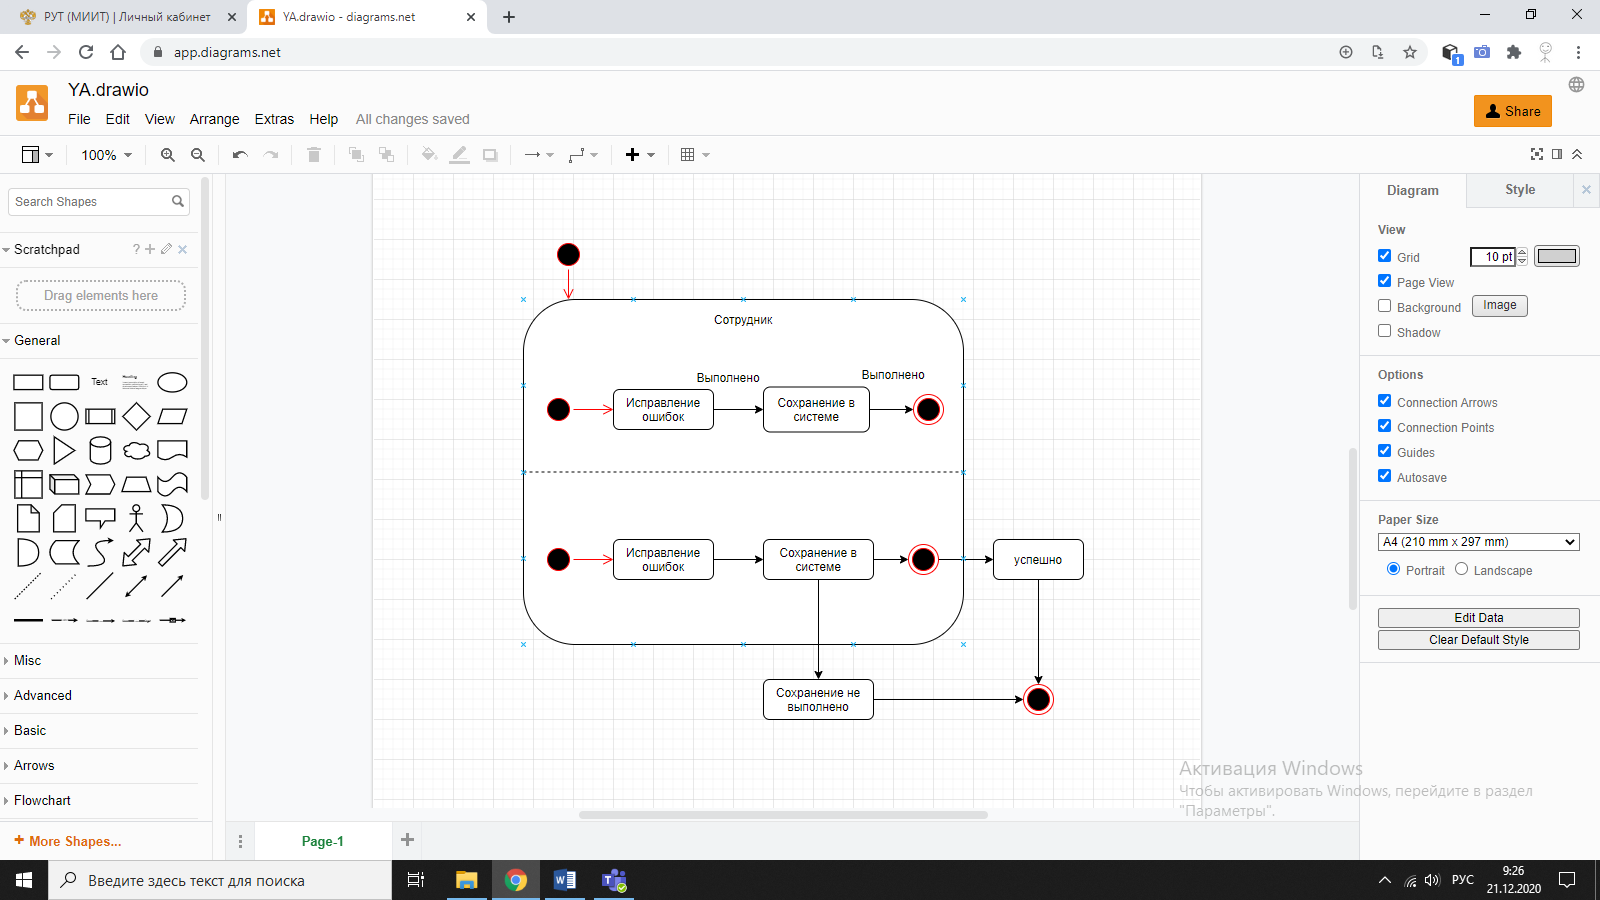 РУТ (МИИТ) | Личный кабинет
YA.drawio - diagrams.net
app.diagrams.net
1
YA.drawio
File Edit View Arrange Extras Help All changes saved
Share
100%
Search Shapes
Scratchpad
?
Drag elements here
General
Text
Heading
Misc
Advanced
Basic
Arrows
Flowchart
More Shapes...
Сотрудник
Выполнено
Выполнено
Исправление
ошибок
Сохранение в
системе
Исправление
ошибок
Сохранение в
системе
успешно
Сохранение не
выполнено
Diagram
Style
View
Grid
10 pt
Page View
Background
Image
Shadow
Options
Connection Arrows
Connection Points
Guides
Autosave
Paper Size
A4 (210 mm x 297 mm)
Portrait
Landscape
Edit Data
Clear Default Style
Активация Windows
Чтобы активировать Windows, перейдите в раздел
"Параметры".
Page-1
Введите здесь текст для поиска
РУС
9:26
21.12.2020